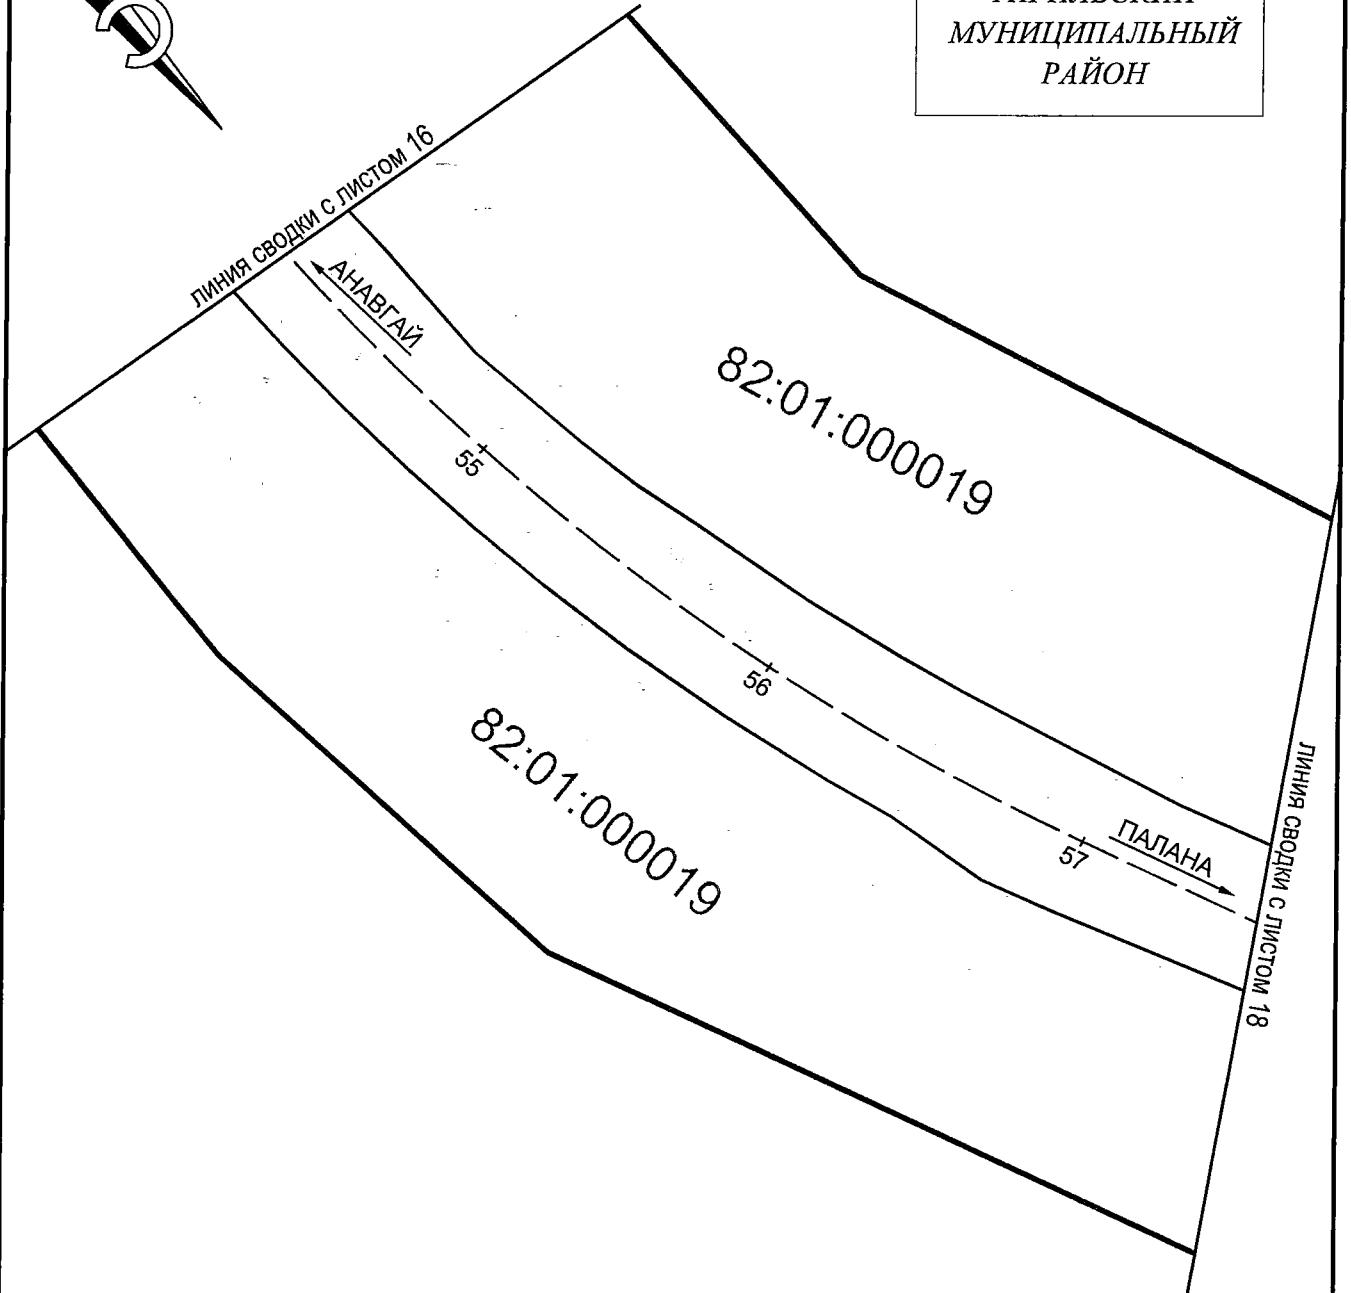 С
МУНИЦИПАЛЬНЫЙ
РАЙОН
ЛИНИЯ СВОДКИ С ЛИСТОМ 16
АНАВГАЙ
82:01:000019
55
56
82:01:000019
ПАЛАНА
57
ЛИНИЯ СВОДКИ С ЛИСТОМ 18